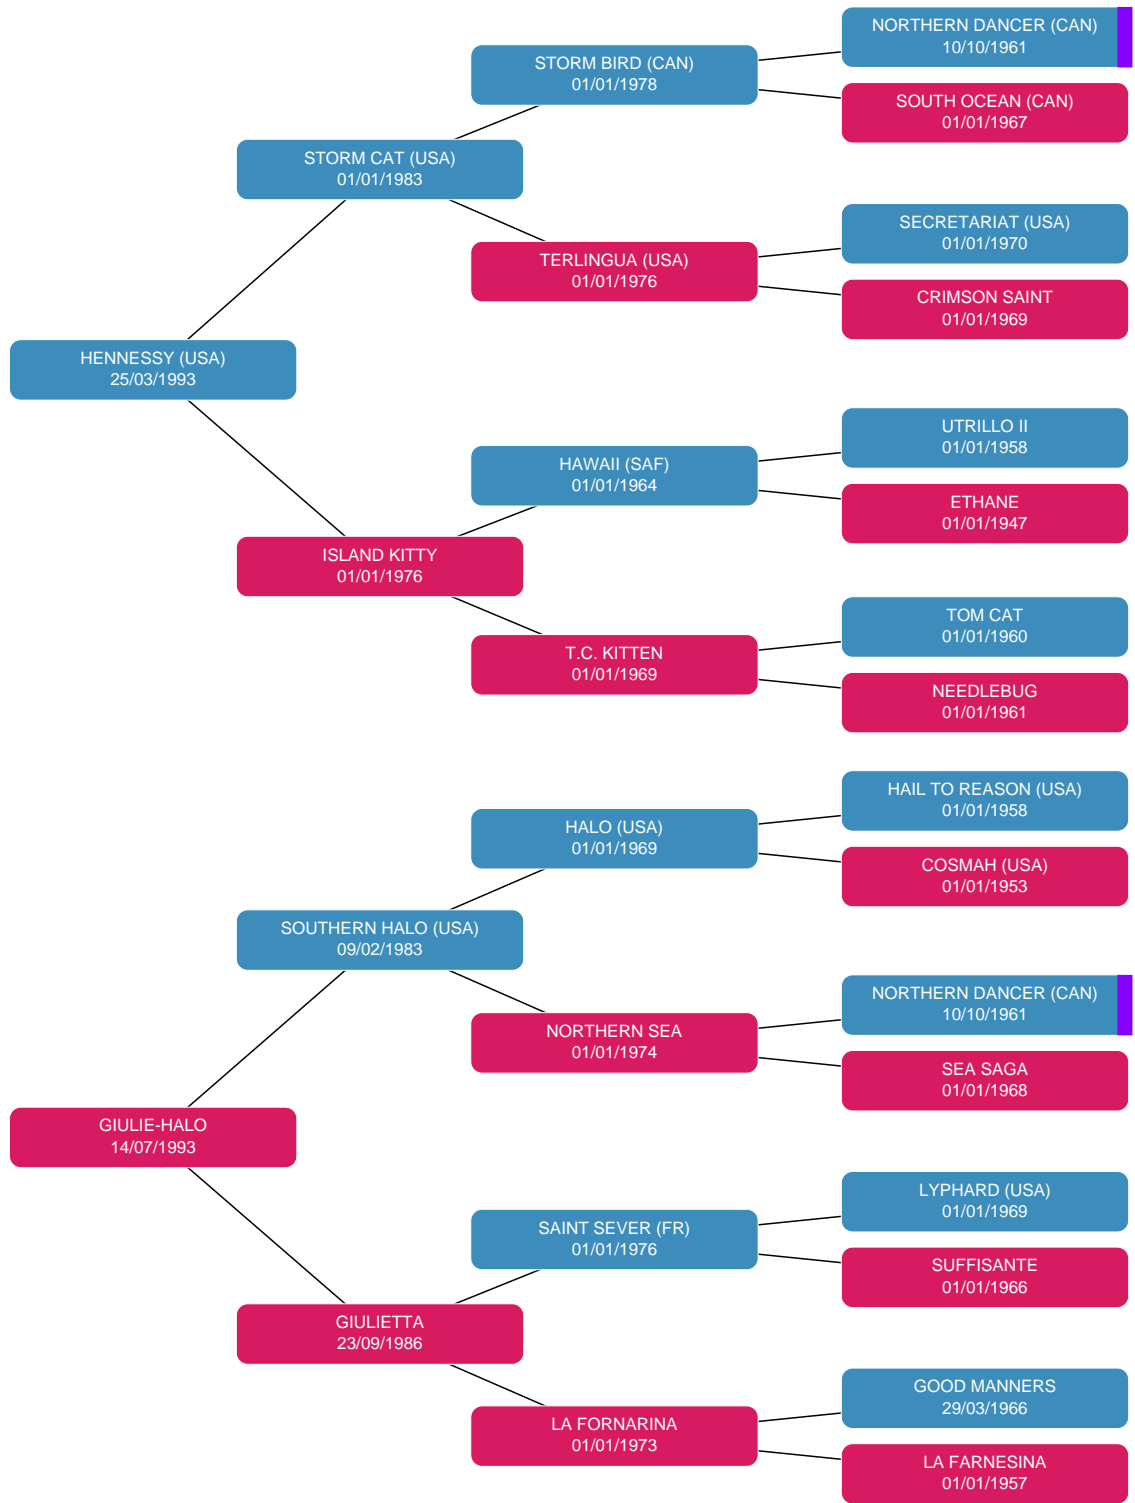 NORTHERN DANCER (CAN)
10/10/1961
STORM BIRD (CAN)
01/01/1978
SOUTH OCEAN (CAN)
01/01/1967
STORM CAT (USA)
01/01/1983
SECRETARIAT (USA)
01/01/1970
TERLINGUA (USA)
01/01/1976
CRIMSON SAINT
01/01/1969
HENNESSY (USA)
25/03/1993
UTRILLO II
01/01/1958
HAWAII (SAF)
01/01/1964
ETHANE
01/01/1947
ISLAND KITTY
01/01/1976
TOM CAT
01/01/1960
T.C. KITTEN
01/01/1969
NEEDLEBUG
01/01/1961
HAIL TO REASON (USA)
01/01/1958
HALO (USA)
01/01/1969
COSMAH (USA)
01/01/1953
SOUTHERN HALO (USA)
09/02/1983
NORTHERN DANCER (CAN)
10/10/1961
NORTHERN SEA
01/01/1974
SEA SAGA
01/01/1968
GIULIE-HALO
14/07/1993
LYPHARD (USA)
01/01/1969
SAINT SEVER (FR)
01/01/1976
SUFFISANTE
01/01/1966
GIULIETTA
23/09/1986
GOOD MANNERS
29/03/1966
LA FORNARINA
01/01/1973
LA FARNESINA
01/01/1957